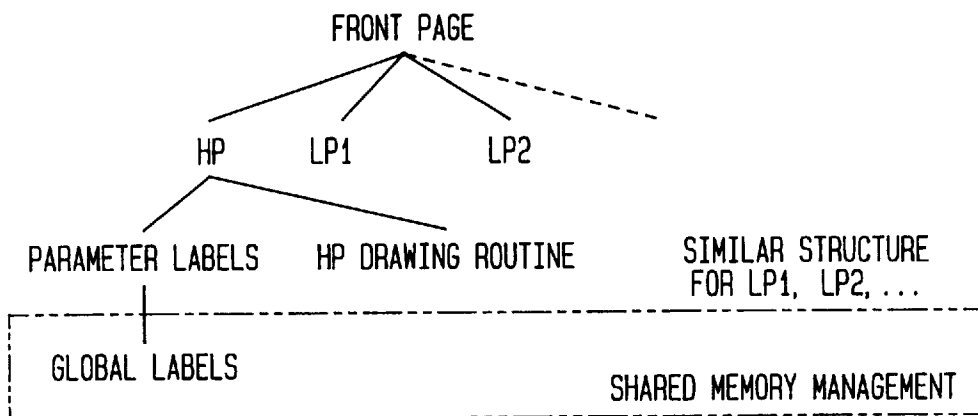 FRONT PAGE
HP
LP1
LP2
PARAMETER LABELS
HP DRAWING ROUTINE
SIMILAR STRUCTURE
FOR LP1, LP2, ...
GLOBAL LABELS
SHARED MEMORY MANAGEMENT